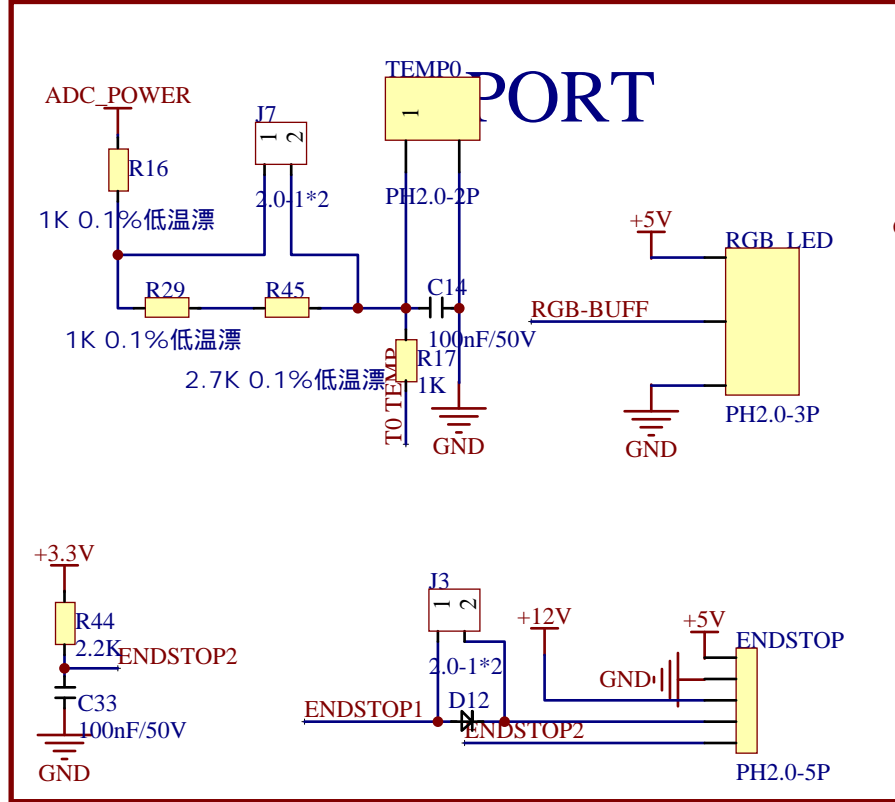 TEMP0
PORT
ADC_POWER
J7
1
2
1
R16
2.0-1*2
PH2.0-2P
1K 0.1%低温漂
+5V
RGB LED
R29
R45
C14
RGB-BUFF
1K 0.1%低温漂
100nF/50V
R17
2.7K 0.1%低温漂
1K
T0 TEMP
GND
GND
PH2.0-3P
+3.3V
J3
1
2
+12V
+5V
R44
2.2K
ENDSTOP
ENDSTOP2
2.0-1*2
GND
C33
D12
ENDSTOP1
100nF/50V
ENDSTOP2
GND
PH2.0-5P